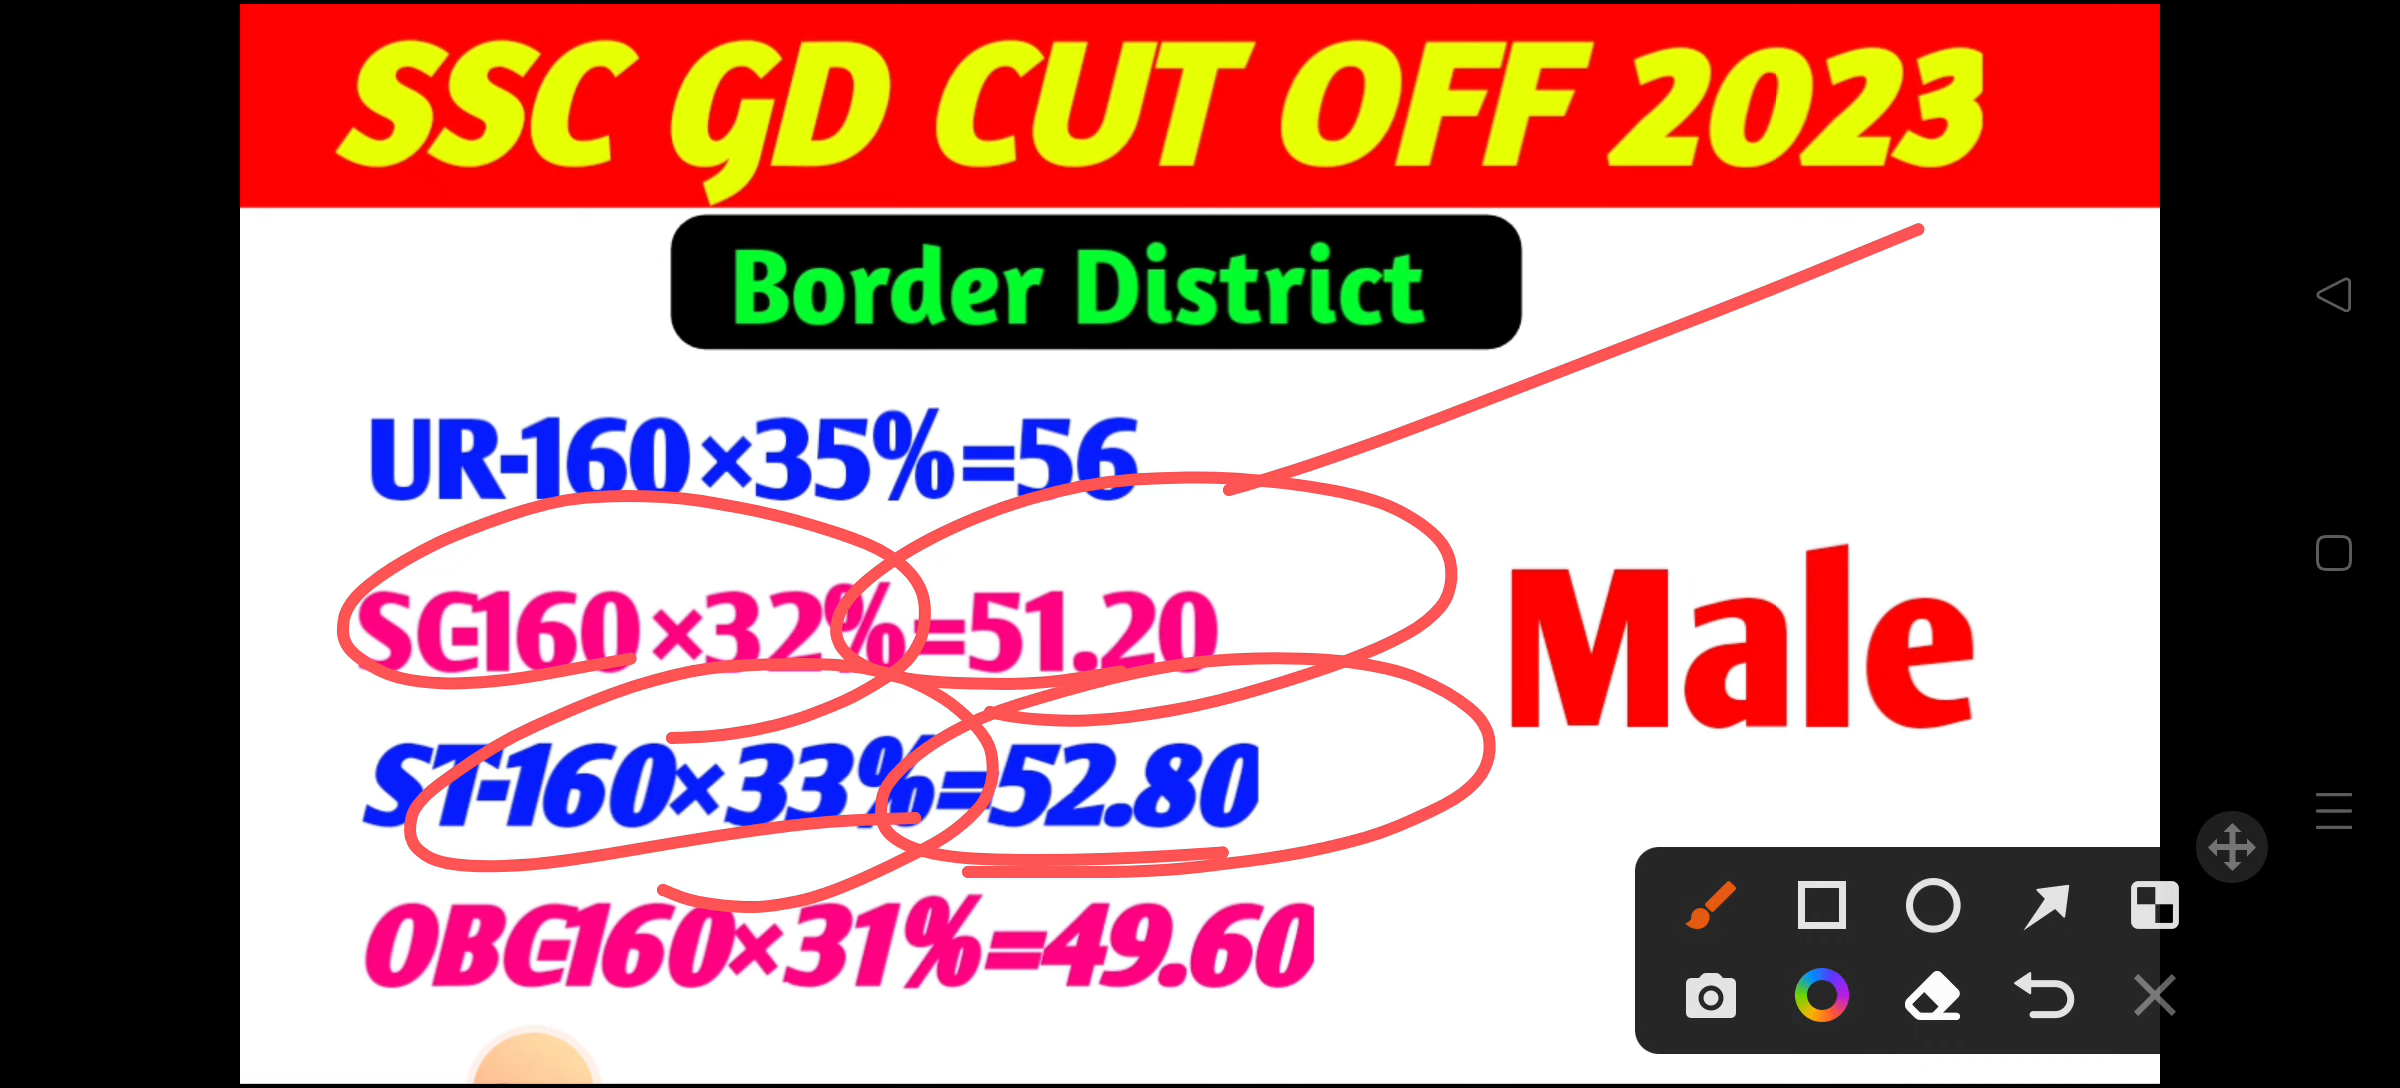 SSC GD CUT OFF 2023
Border District
UR-160×35%=56
SC-160×32%=51.20
Male
ST-160×33%=52.80
OBC-160×31%=49.60